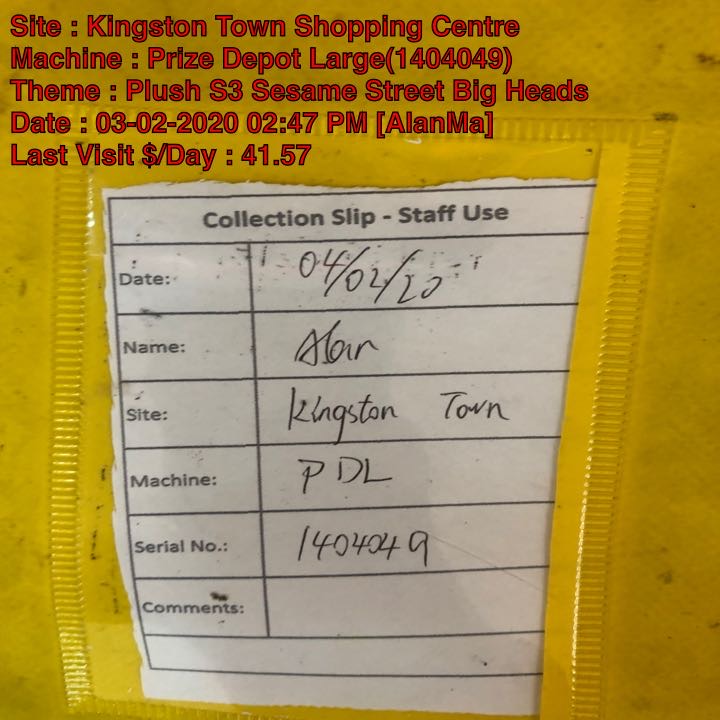 Site : Kingston Town Shopping Centre
Machine : Prize Depot Large(1404049)
Theme : Plush S3 Sesame Street Big Heads
Date : 03-02-2020 02:47 PM [AlanMa]
Last Visit $/Day : 41.57
Collection Slip - Staff Use
Date: 04/02/20
Name: Alan
Site: Kingston Town
Machine: PDL
Serial No.: 1404049
Comments: